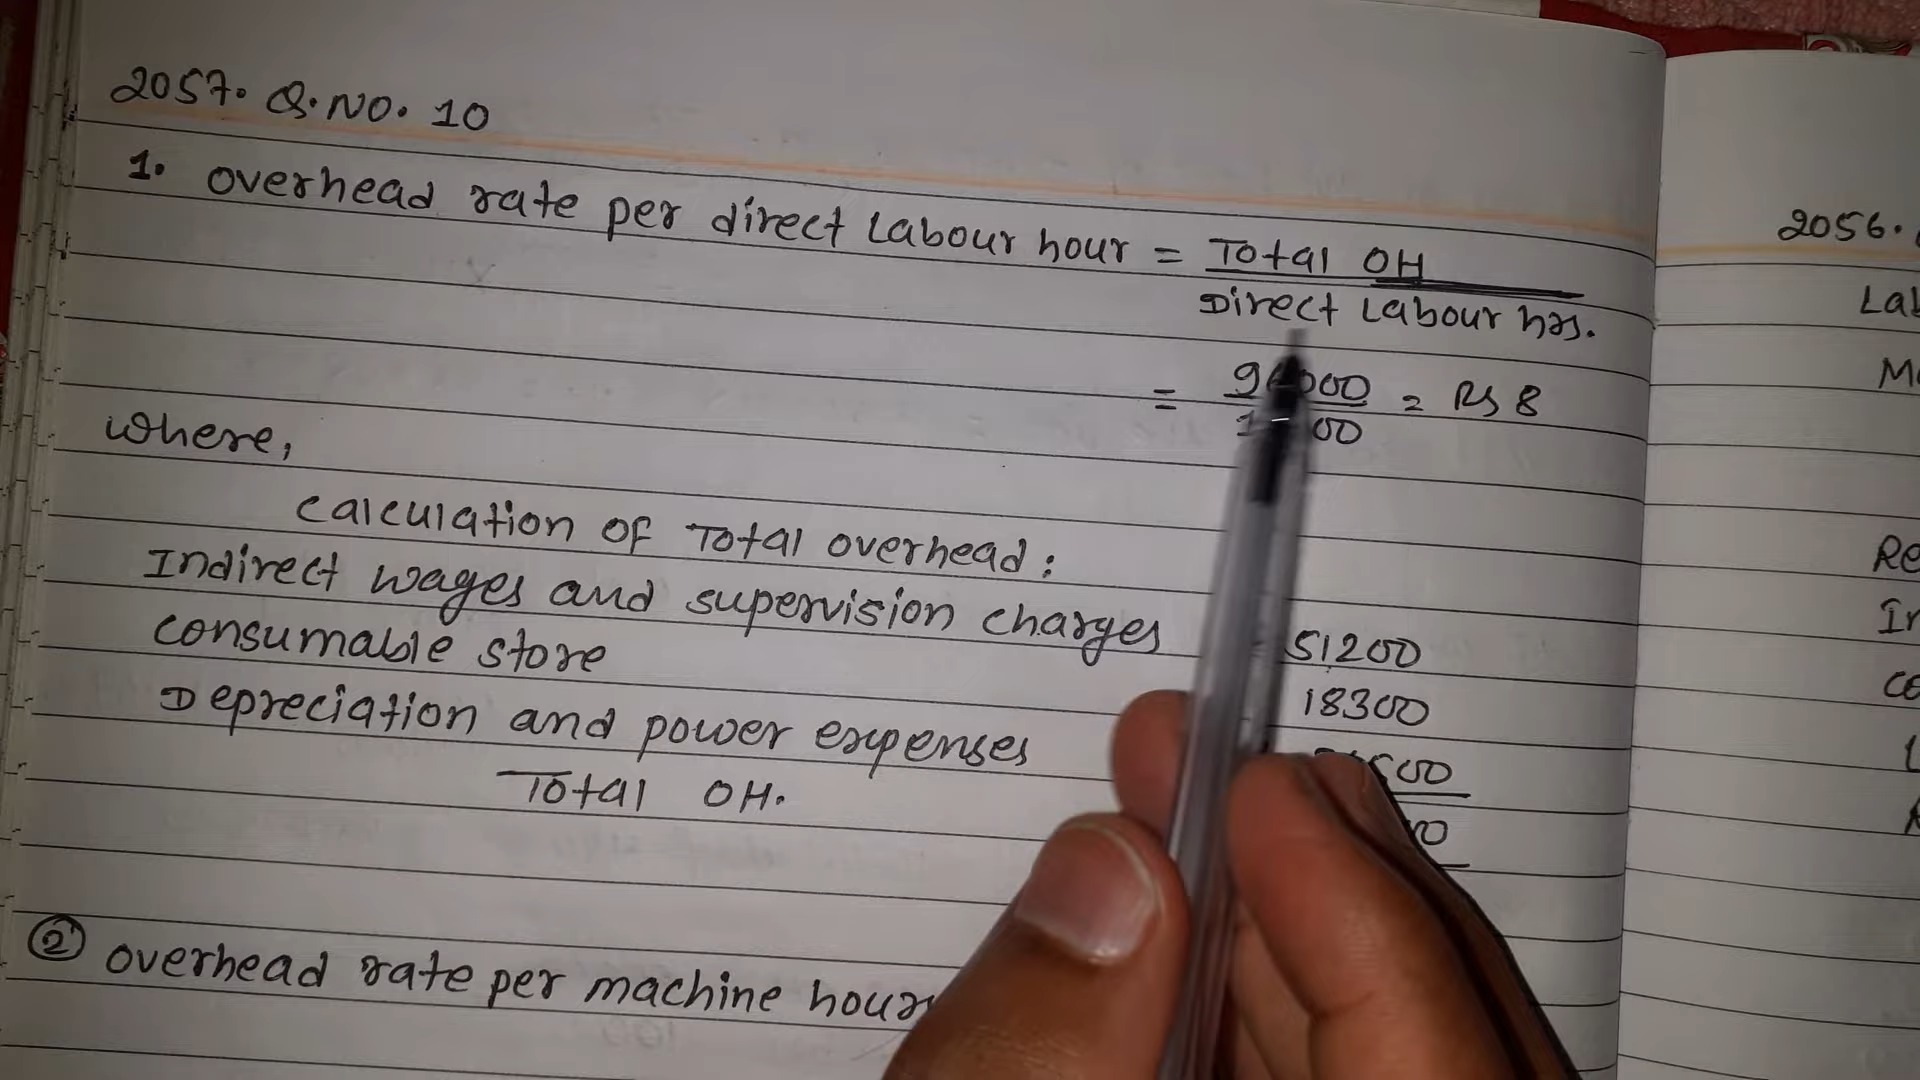 2057. Q.NO. 10
1. overhead rate per direct Labour hour = Total OH
Direct Labour hrs.
= = Rs 8
where,
calculation of Total overhead:
Indirect wages and supervision charges 51200
consumable store 18300
Depreciation and power expenses
Total OH.
② overhead rate per machine hour
2056.